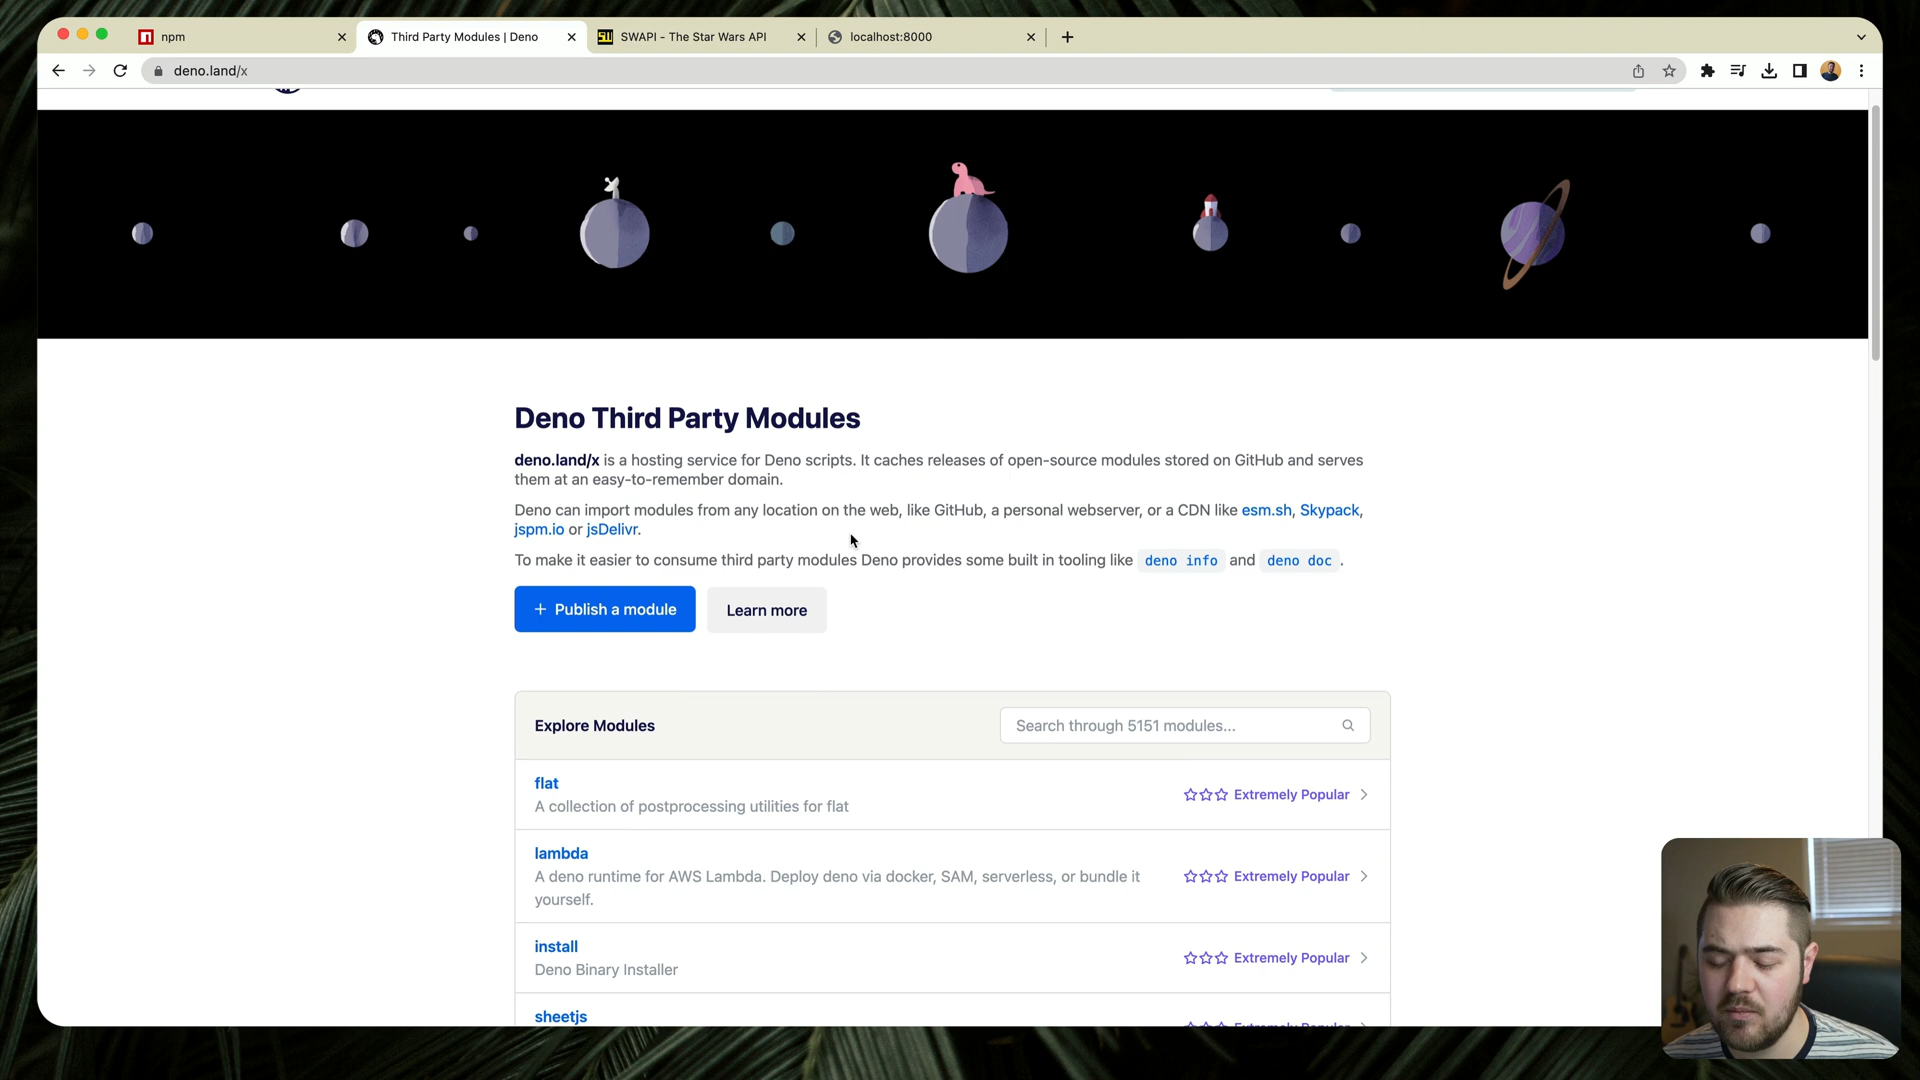 npm
Third Party Modules | Deno
SWAPI - The Star Wars API
localhost:8000
deno.land/x
Deno Third Party Modules
deno.land/x is a hosting service for Deno scripts. It caches releases of open-source modules stored on GitHub and serves
them at an easy-to-remember domain.
Deno can import modules from any location on the web, like GitHub, a personal webserver, or a CDN like esm.sh, Skypack,
jspm.io or jsDelivr.
To make it easier to consume third party modules Deno provides some built in tooling like deno info and deno doc .
+ Publish a module
Learn more
Explore Modules
Search through 5151 modules...
flat
A collection of postprocessing utilities for flat
Extremely Popular
lambda
A deno runtime for AWS Lambda. Deploy deno via docker, SAM, serverless, or bundle it
yourself.
Extremely Popular
install
Deno Binary Installer
Extremely Popular
sheetjs
Extremely Popular